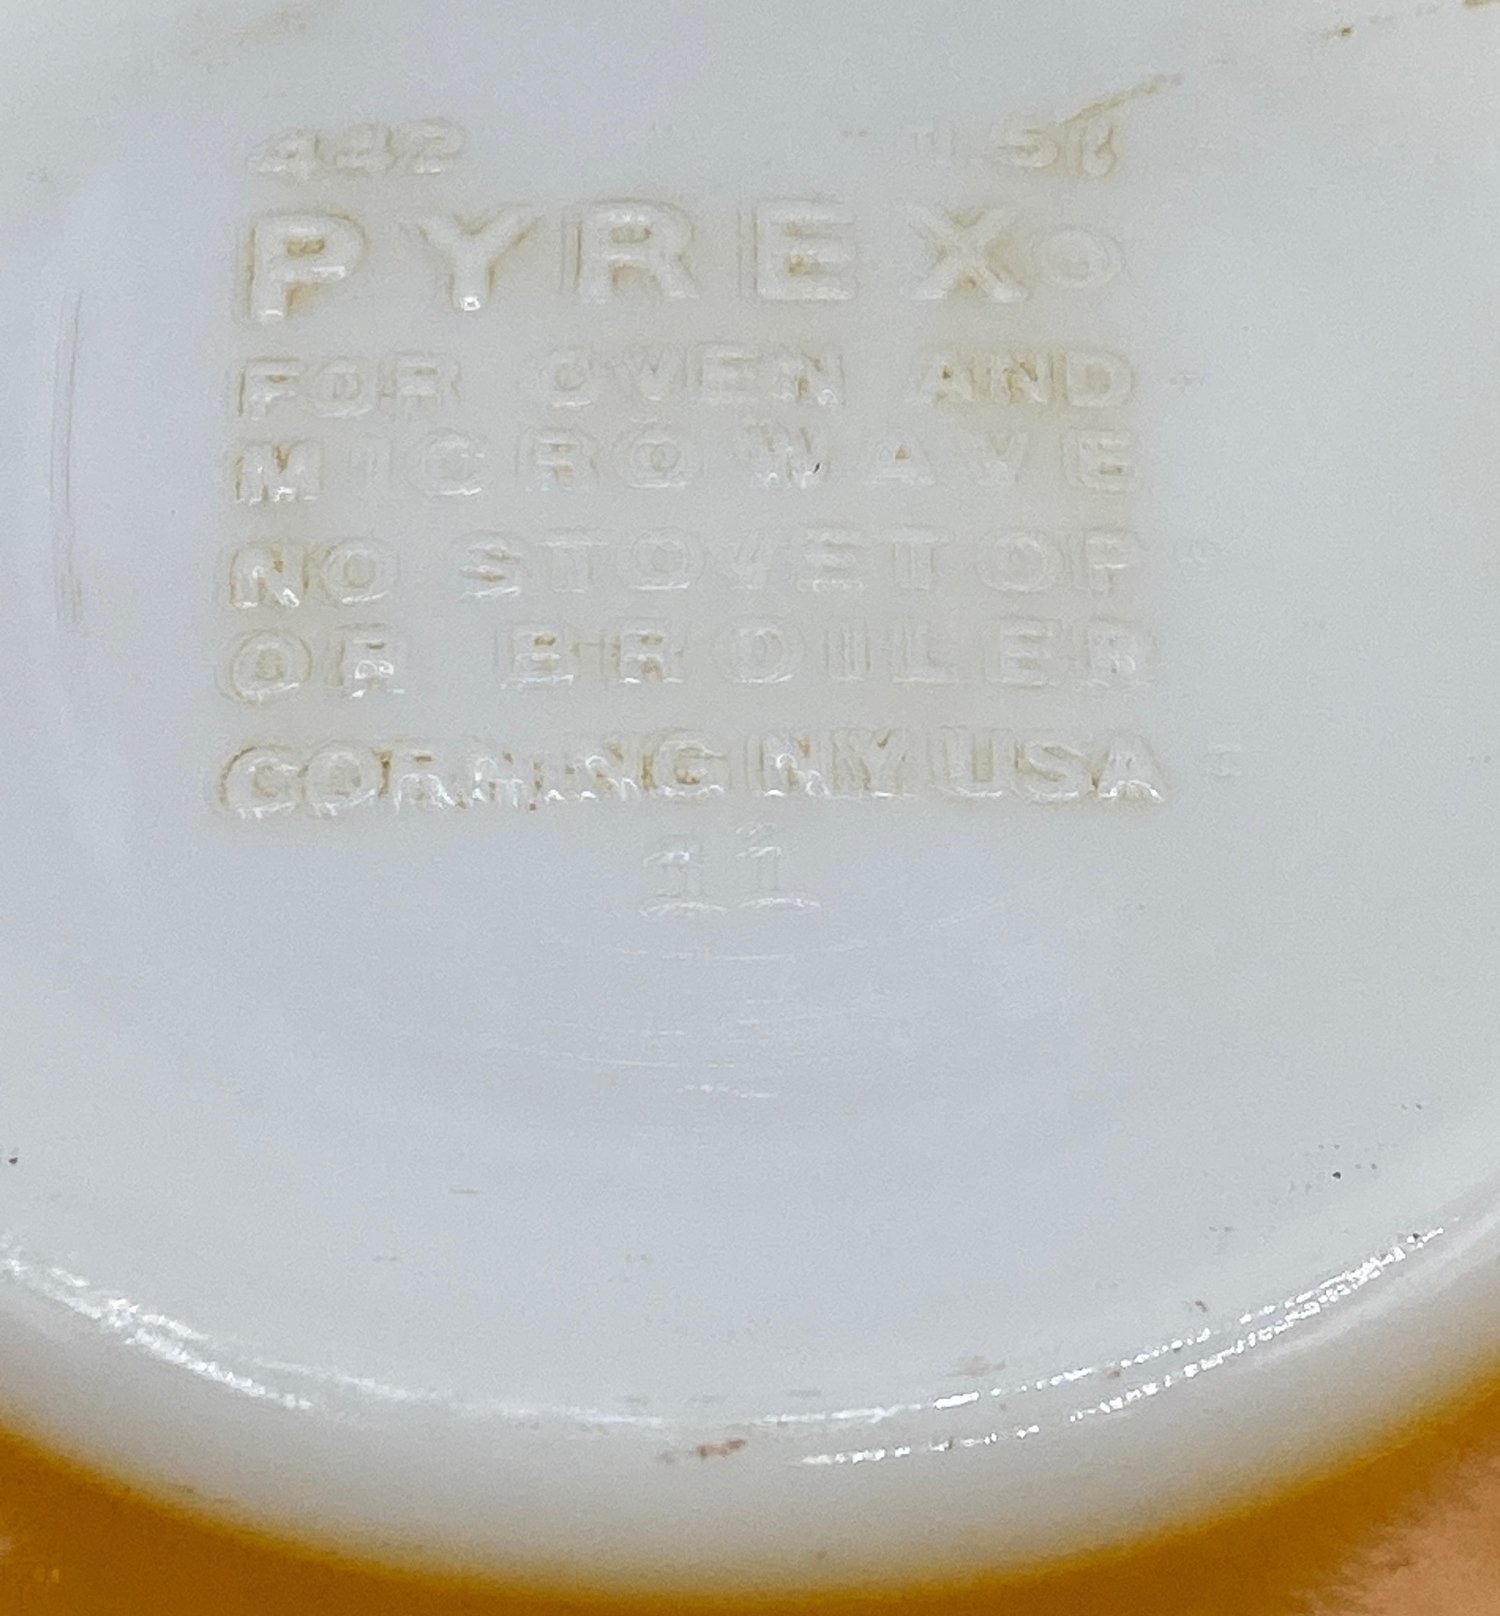 442 1.5L
PYREX®
FOR OVEN AND
MICROWAVE
NO STOVETOP
OR BROILER
CORNING NY USA
11